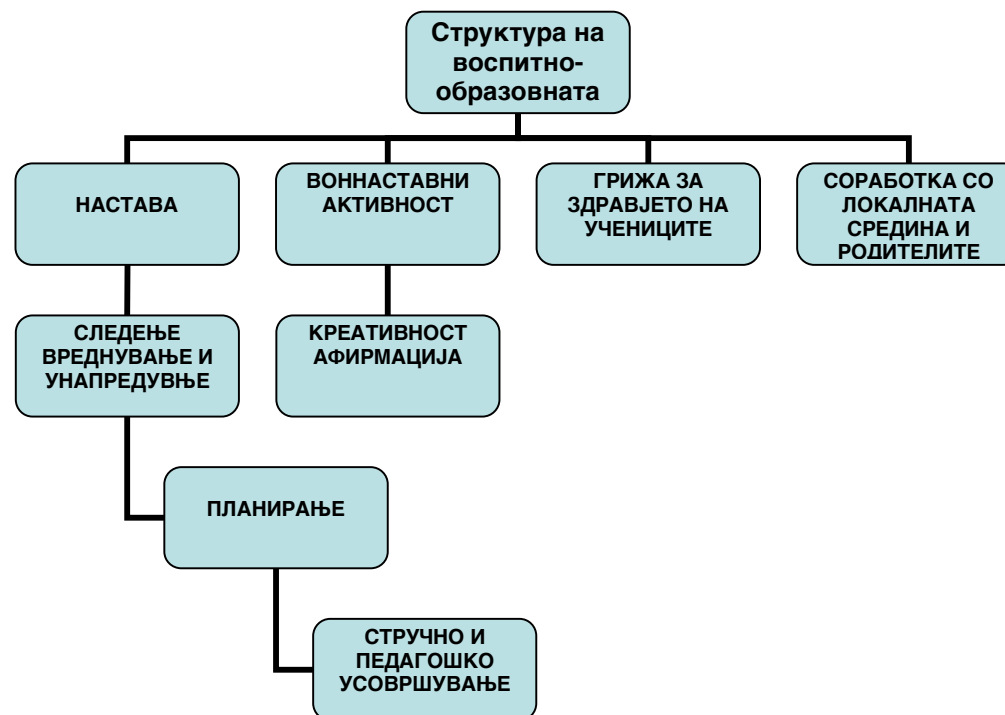 Структура на
воспитно-
образовната
НАСТАВА
ВОННАСТАВНИ
АКТИВНОСТ
ГРИЖА ЗА
ЗДРАВЈЕТО НА
УЧЕНИЦИТЕ
СОРАБОТКА СО
ЛОКАЛНАТА
СРЕДИНА И
РОДИТЕЛИТЕ
СЛЕДЕЊЕ
ВРЕДНУВАЊЕ И
УНАПРЕДУВЊЕ
КРЕАТИВНОСТ
АФИРМАЦИЈА
ПЛАНИРАЊЕ
СТРУЧНО И
ПЕДАГОШКО
УСОВРШУВАЊЕ